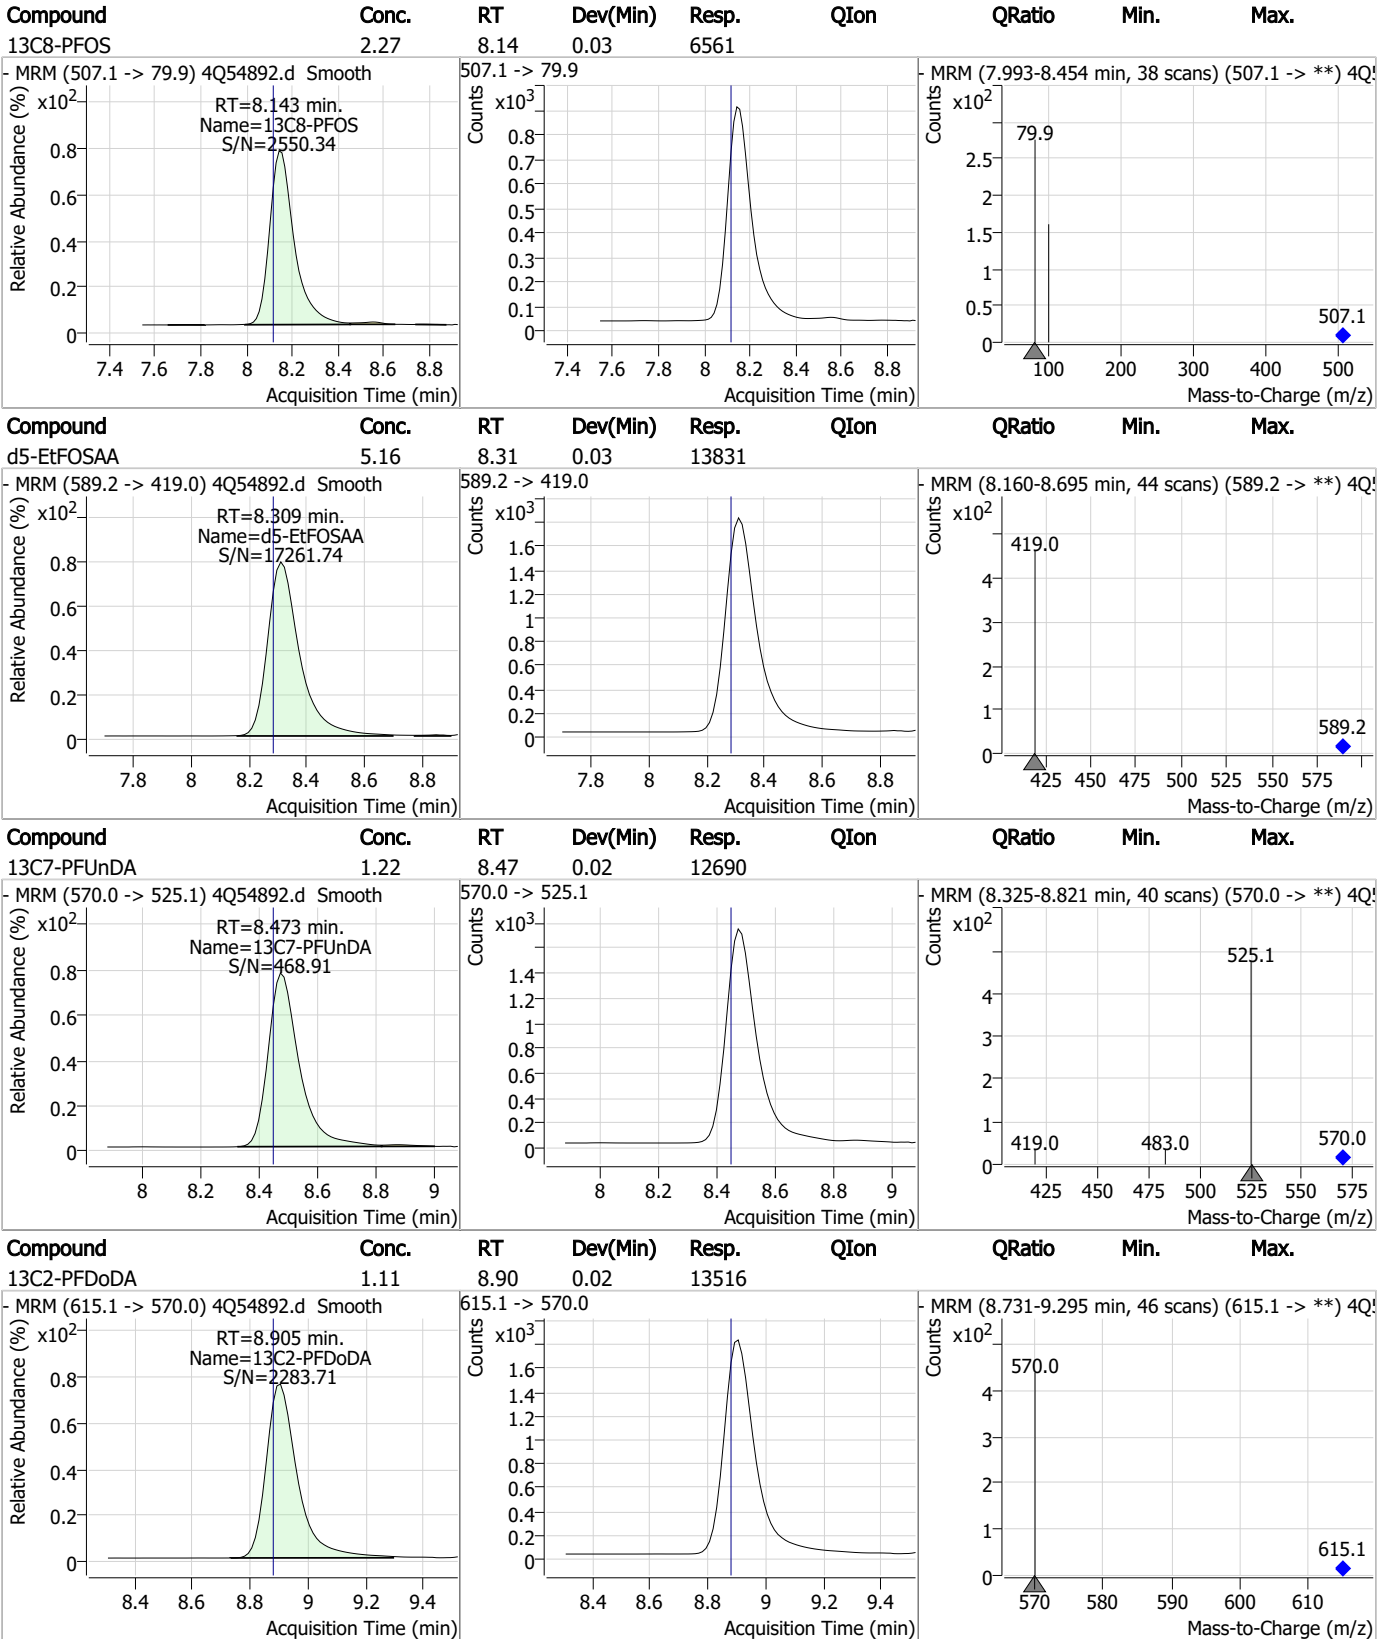 Compound Conc. RT Dev(Min) Resp. QIon QRatio Min. Max.
13C8-PFOS 2.27 8.14 0.03 6561
- MRM (507.1 -> 79.9) 4Q54892.d Smooth
RT=8.143 min.
Name=13C8-PFOS
S/N=2550.34
Relative Abundance (%)
x10²
0.8
0.6
0.4
0.2
0
7.4 7.6 7.8 8 8.2 8.4 8.6 8.8
Acquisition Time (min)
507.1 -> 79.9
Counts
x10³
0.8
0.7
0.6
0.5
0.4
0.3
0.2
0.1
0
7.4 7.6 7.8 8 8.2 8.4 8.6 8.8
Acquisition Time (min)
- MRM (7.993-8.454 min, 38 scans) (507.1 -> **) 4Q5
Counts
x10²
79.9
2.5
2
1.5
1
0.5
0
507.1
100 200 300 400 500
Mass-to-Charge (m/z)
Compound Conc. RT Dev(Min) Resp. QIon QRatio Min. Max.
d5-EtFOSAA 5.16 8.31 0.03 13831
- MRM (589.2 -> 419.0) 4Q54892.d Smooth
RT=8.309 min.
Name=d5-EtFOSAA
S/N=17261.74
Relative Abundance (%)
x10²
0.8
0.6
0.4
0.2
0
7.8 8 8.2 8.4 8.6 8.8
Acquisition Time (min)
589.2 -> 419.0
Counts
x10³
1.6
1.4
1.2
1
0.8
0.6
0.4
0.2
0
7.8 8 8.2 8.4 8.6 8.8
Acquisition Time (min)
- MRM (8.160-8.695 min, 44 scans) (589.2 -> **) 4Q5
Counts
x10²
419.0
4
3
2
1
0
589.2
425 450 475 500 525 550 575
Mass-to-Charge (m/z)
Compound Conc. RT Dev(Min) Resp. QIon QRatio Min. Max.
13C7-PFUnDA 1.22 8.47 0.02 12690
- MRM (570.0 -> 525.1) 4Q54892.d Smooth
RT=8.473 min.
Name=13C7-PFUnDA
S/N=468.91
Relative Abundance (%)
x10²
0.8
0.6
0.4
0.2
0
8 8.2 8.4 8.6 8.8 9
Acquisition Time (min)
570.0 -> 525.1
Counts
x10³
1.4
1.2
1
0.8
0.6
0.4
0.2
0
8 8.2 8.4 8.6 8.8 9
Acquisition Time (min)
- MRM (8.325-8.821 min, 40 scans) (570.0 -> **) 4Q5
Counts
x10²
525.1
4
3
2
1
0
419.0 483.0 570.0
425 450 475 500 525 550 575
Mass-to-Charge (m/z)
Compound Conc. RT Dev(Min) Resp. QIon QRatio Min. Max.
13C2-PFDoDA 1.11 8.90 0.02 13516
- MRM (615.1 -> 570.0) 4Q54892.d Smooth
RT=8.905 min.
Name=13C2-PFDoDA
S/N=2283.71
Relative Abundance (%)
x10²
0.8
0.6
0.4
0.2
0
8.4 8.6 8.8 9 9.2 9.4
Acquisition Time (min)
615.1 -> 570.0
Counts
x10³
1.6
1.4
1.2
1
0.8
0.6
0.4
0.2
0
8.4 8.6 8.8 9 9.2 9.4
Acquisition Time (min)
- MRM (8.731-9.295 min, 46 scans) (615.1 -> **) 4Q5
Counts
x10²
570.0
4
3
2
1
0
615.1
570 580 590 600 610
Mass-to-Charge (m/z)